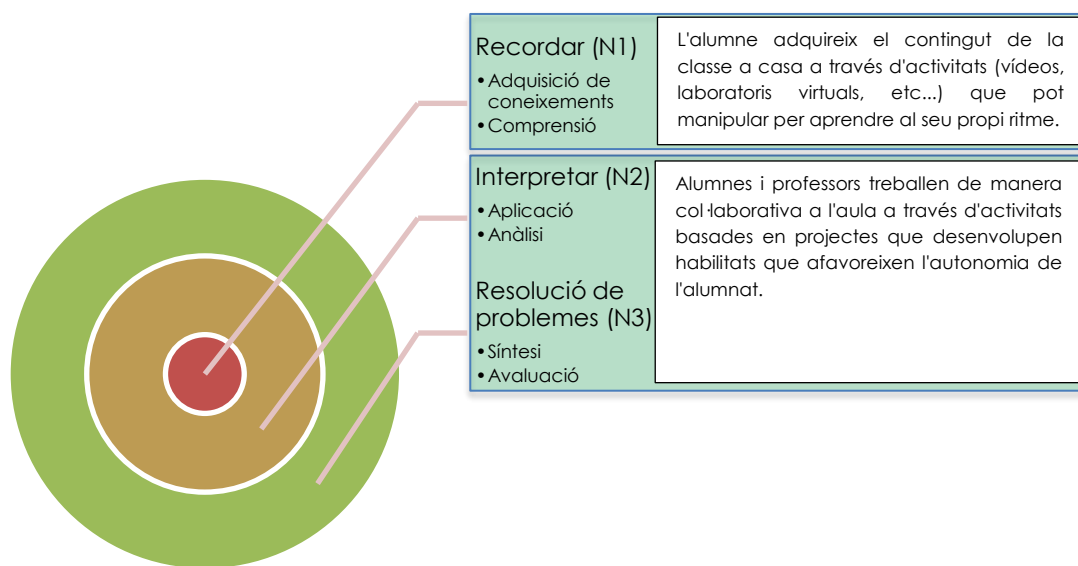 Recordar (N1)
•Adquisició de
coneixements
•Comprensió
L'alumne adquireix el contingut de la
classe a casa a través d'activitats (vídeos,
laboratoris virtuals, etc...) que pot
manipular per aprendre al seu propi ritme.
Interpretar (N2)
•Aplicació
•Anàlisi
Resolució de
problemes (N3)
•Síntesi
•Avaluació
Alumnes i professors treballen de manera
col·laborativa a l'aula a través d'activitats
basades en projectes que desenvolupen
habilitats que afavoreixen l'autonomia de
l'alumnat.